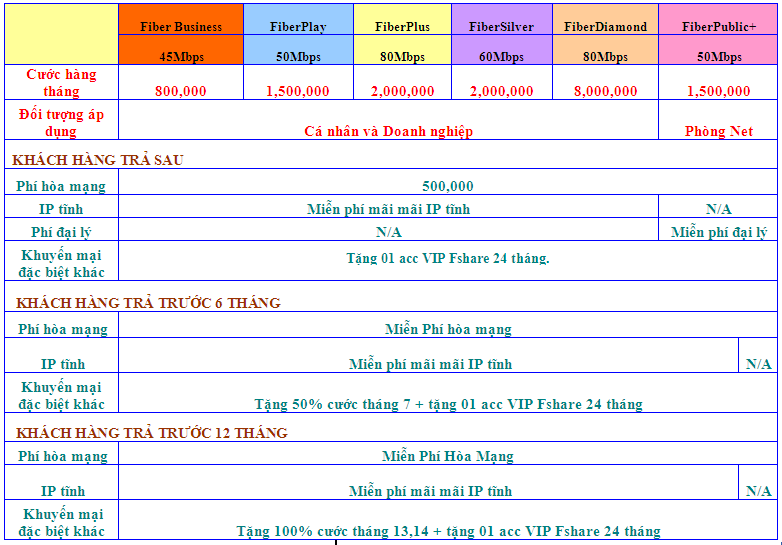 Fiber Business FiberPlay FiberPlus FiberSilver FiberDiamond FiberPublic+
45Mbps 50Mbps 80Mbps 60Mbps 80Mbps 50Mbps
Cước hàng
tháng 800,000 1,500,000 2,000,000 2,000,000 8,000,000 1,500,000
Đối tượng áp
dụng Cá nhân và Doanh nghiệp Phòng Net
KHÁCH HÀNG TRẢ SAU
Phí hòa mạng 500,000
IP tĩnh Miễn phí mãi mãi IP tĩnh N/A
Phí đại lý N/A Miễn phí đại lý
Khuyến mại
đặc biệt khác Tặng 01 acc VIP Fshare 24 tháng.
KHÁCH HÀNG TRẢ TRƯỚC 6 THÁNG
Phí hòa mạng Miễn Phí hòa mạng
IP tĩnh Miễn phí mãi mãi IP tĩnh N/A
Khuyến mại
đặc biệt khác Tặng 50% cước tháng 7 + tặng 01 acc VIP Fshare 24 tháng
KHÁCH HÀNG TRẢ TRƯỚC 12 THÁNG
Phí hòa mạng Miễn Phí Hòa Mạng
IP tĩnh Miễn phí mãi mãi IP tĩnh N/A
Khuyến mại
đặc biệt khác Tặng 100% cước tháng 13,14 + tặng 01 acc VIP Fshare 24 tháng